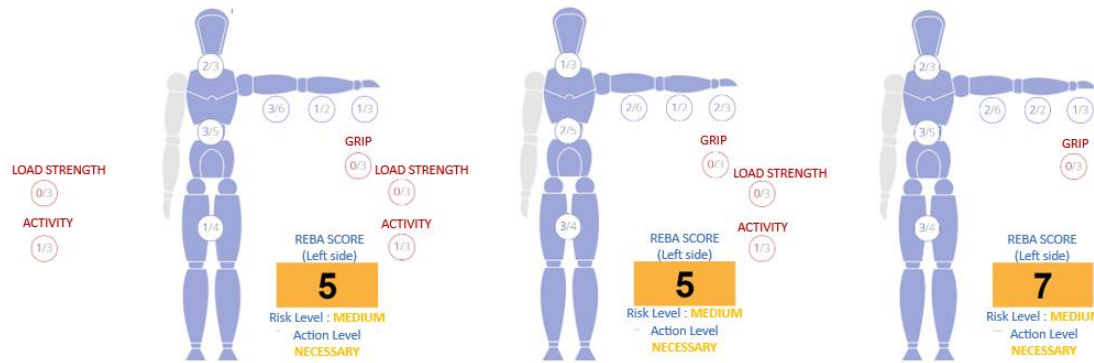 2/3
3/6 1/2 1/3
3/5
GRIP
0/3
LOAD STRENGTH
0/3
ACTIVITY
1/3
1/4
REBA SCORE
(Left side)
5
Risk Level : MEDIUM
Action Level
NECESSARY
LOAD STRENGTH
0/3
ACTIVITY
1/3
1/3
2/6 1/2 2/3
2/5
GRIP
0/3
3/4
REBA SCORE
(Left side)
5
Risk Level : MEDIUM
Action Level
NECESSARY
LOAD STRENGTH
0/3
ACTIVITY
1/3
2/3
2/6 2/2 1/3
3/5
GRIP
0/3
3/4
REBA SCORE
(Left side)
7
Risk Level : MEDIUM
Action Level
NECESSARY